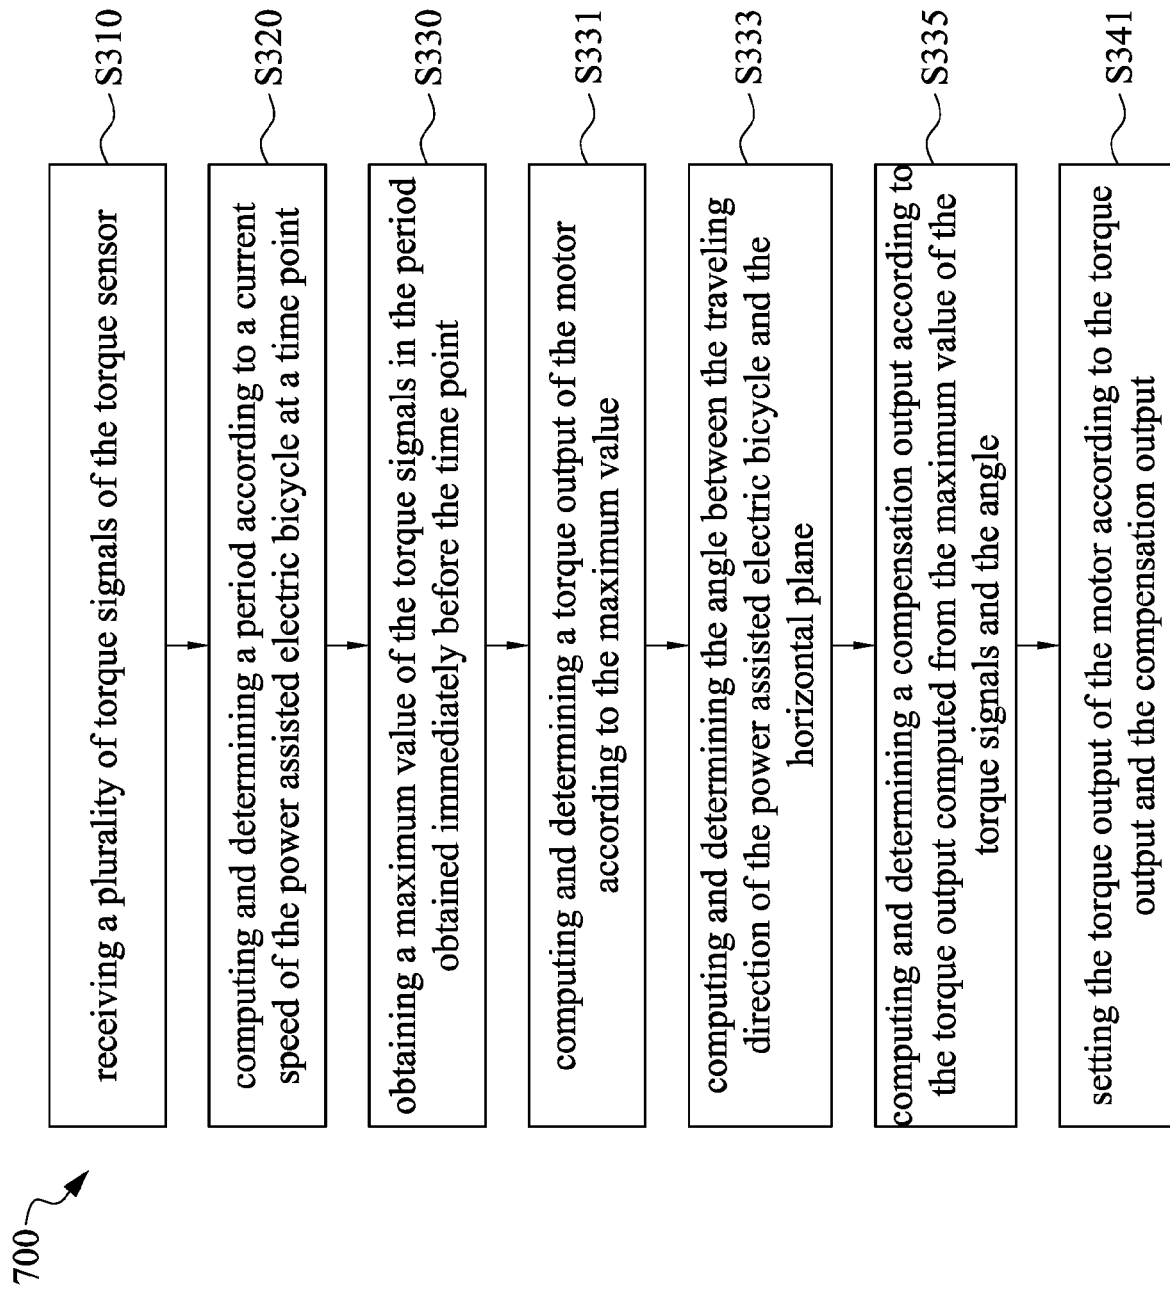 700
receiving a plurality of torque signals of the torque sensor
S310
computing and determining a period according to a current
speed of the power assisted electric bicycle at a time point
S320
obtaining a maximum value of the torque signals in the period
obtained immediately before the time point
S330
computing and determining a torque output of the motor
according to the maximum value
S331
computing and determining the angle between the traveling
direction of the power assisted electric bicycle and the
horizontal plane
S333
computing and determining a compensation output according to
the torque output computed from the maximum value of the
torque signals and the angle
S335
setting the torque output of the motor according to the torque
output and the compensation output
S341